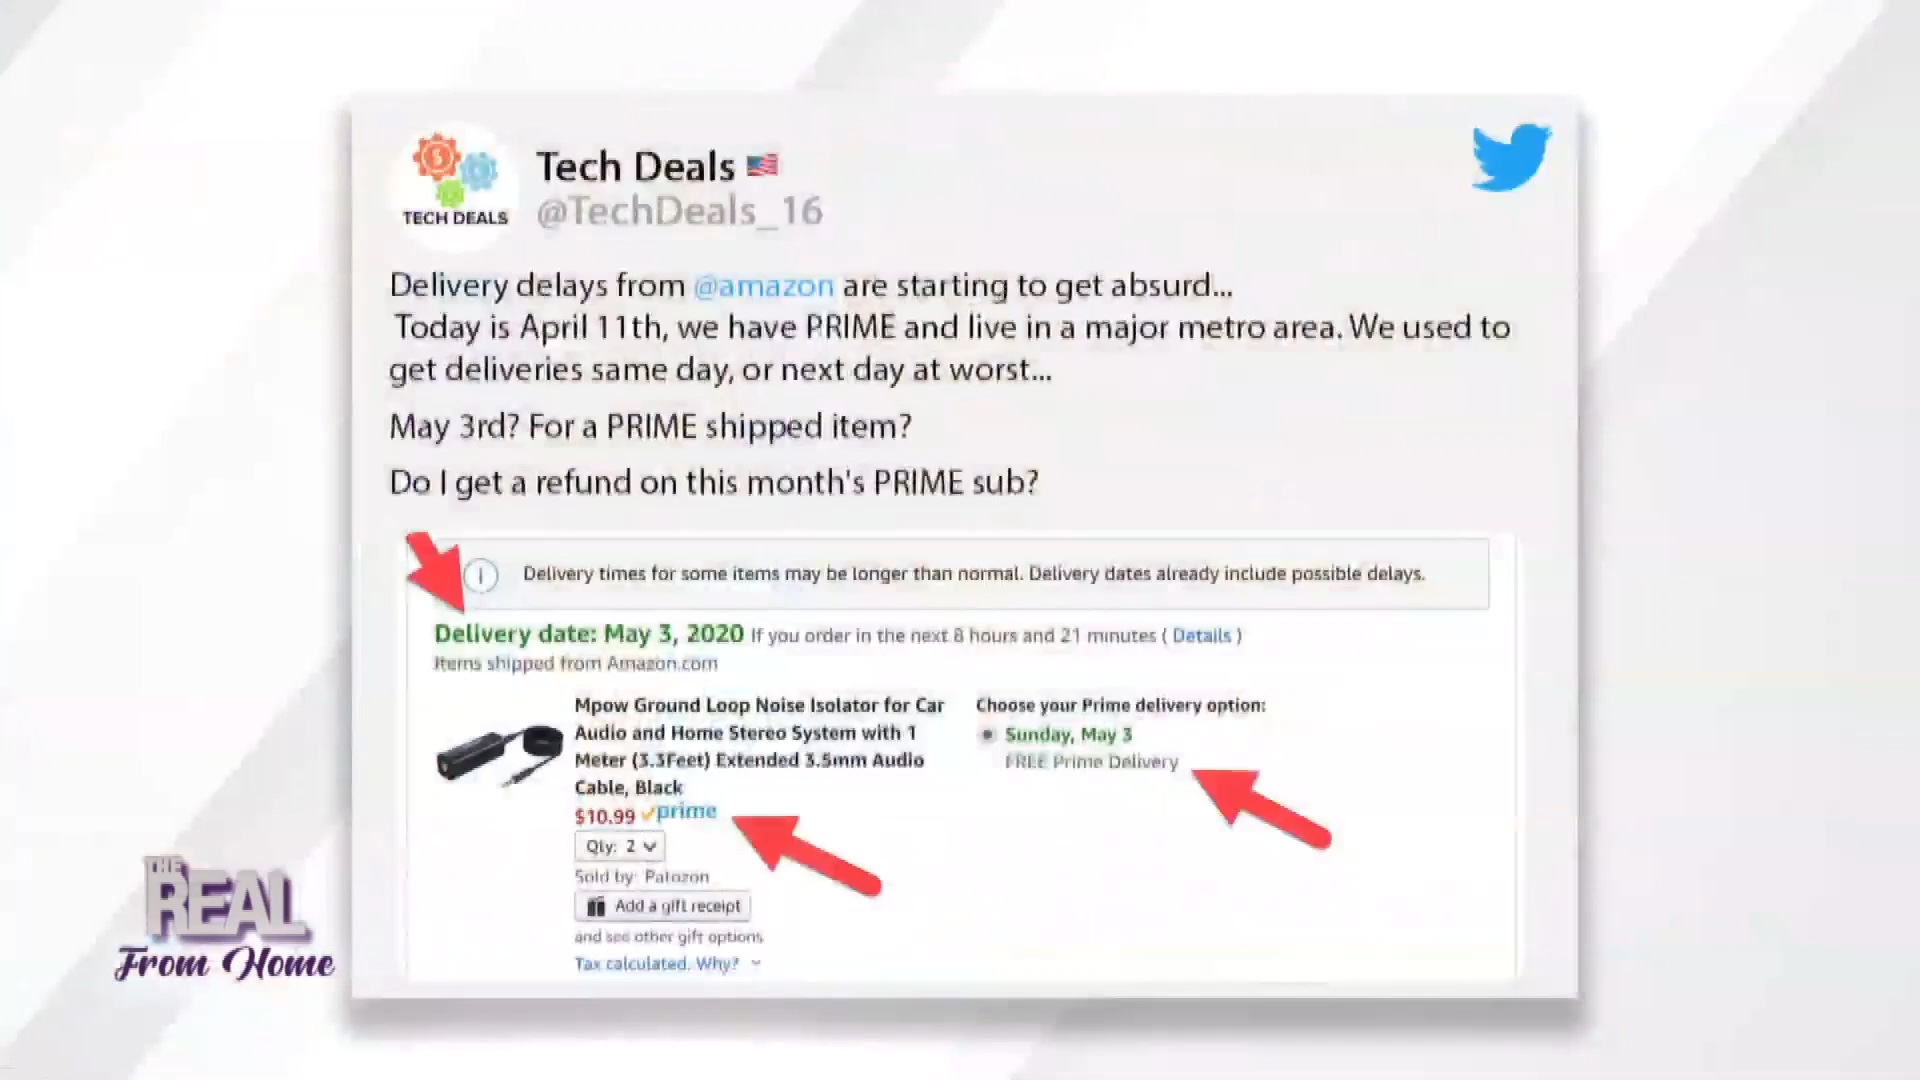 TECH DEALS
Tech Deals
@TechDeals_16
Delivery delays from @amazon are starting to get absurd...
Today is April 11th, we have PRIME and live in a major metro area. We used to
get deliveries same day, or next day at worst...
May 3rd? For a PRIME shipped item?
Do I get a refund on this month's PRIME sub?
Delivery times for some items may be longer than normal. Delivery dates already include possible delays.
Delivery date: May 3, 2020 If you order in the next 8 hours and 21 minutes ( Details )
Items shipped from Amazon.com
Mpow Ground Loop Noise Isolator for Car
Audio and Home Stereo System with 1
Meter (3.3Feet) Extended 3.5mm Audio
Cable, Black
$10.99 prime
Qty: 2
Sold by: Patozon
Add a gift receipt
and see other gift options
Tax calculated. Why?
Choose your Prime delivery option:
Sunday, May 3
FREE Prime Delivery
THE
REAL
From Home